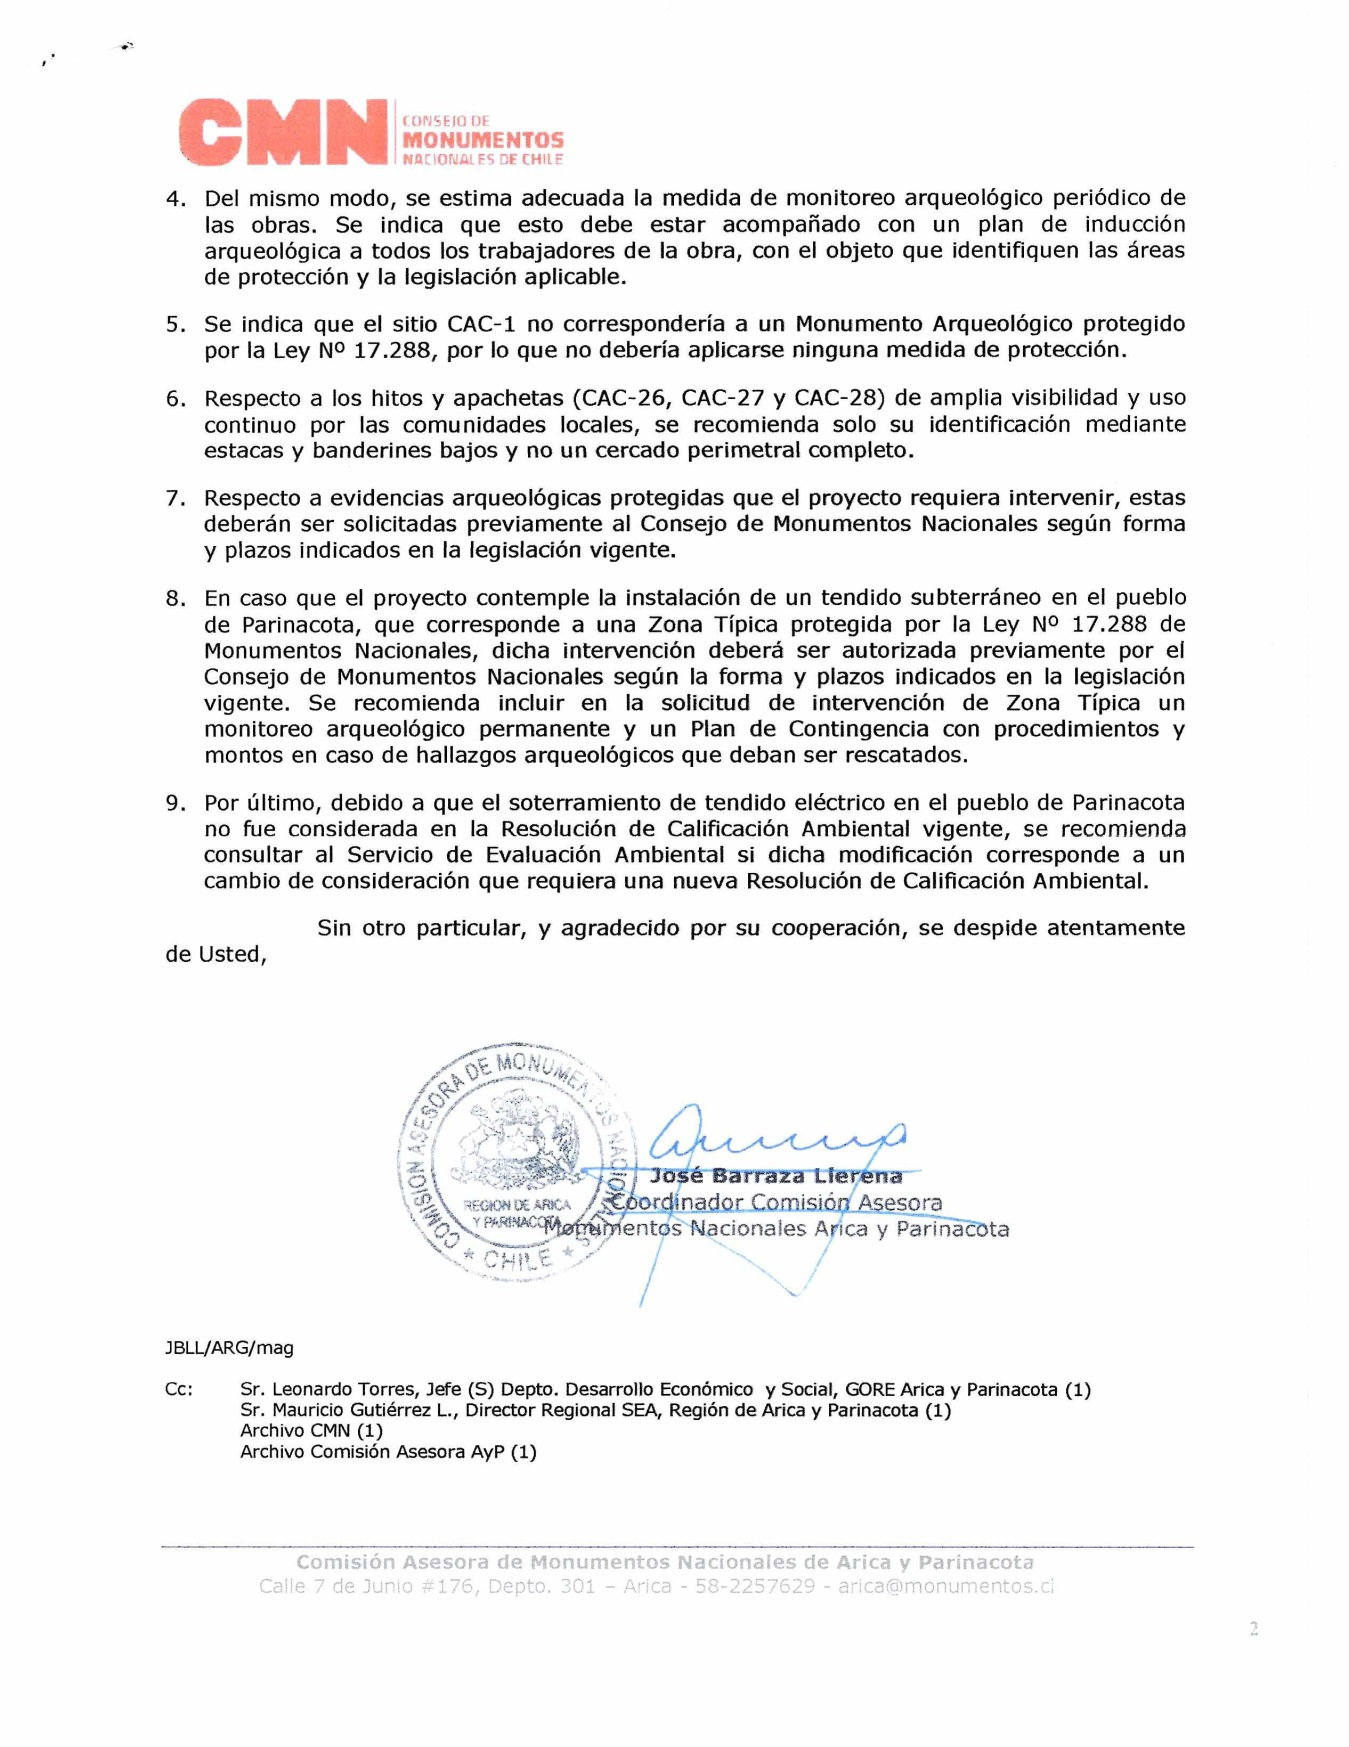 CMN CONSEJO DE
MONUMENTOS
NACIONALES DE CHILE
4. Del mismo modo, se estima adecuada la medida de monitoreo arqueológico periódico de
las obras. Se indica que esto debe estar acompañado con un plan de inducción
arqueológica a todos los trabajadores de la obra, con el objeto que identifiquen las áreas
de protección y la legislación aplicable.
5. Se indica que el sitio CAC-1 no correspondería a un Monumento Arqueológico protegido
por la Ley Nº 17.288, por lo que no debería aplicarse ninguna medida de protección.
6. Respecto a los hitos y apachetas (CAC-26, CAC-27 y CAC-28) de amplia visibilidad y uso
continuo por las comunidades locales, se recomienda solo su identificación mediante
estacas y banderines bajos y no un cercado perimetral completo.
7. Respecto a evidencias arqueológicas protegidas que el proyecto requiera intervenir, estas
deberán ser solicitadas previamente al Consejo de Monumentos Nacionales según forma
y plazos indicados en la legislación vigente.
8. En caso que el proyecto contemple la instalación de un tendido subterráneo en el pueblo
de Parinacota, que corresponde a una Zona Típica protegida por la Ley Nº 17.288 de
Monumentos Nacionales, dicha intervención deberá ser autorizada previamente por el
Consejo de Monumentos Nacionales según la forma y plazos indicados en la legislación
vigente. Se recomienda incluir en la solicitud de intervención de Zona Típica un
monitoreo arqueológico permanente y un Plan de Contingencia con procedimientos y
montos en caso de hallazgos arqueológicos que deban ser rescatados.
9. Por último, debido a que el soterramiento de tendido eléctrico en el pueblo de Parinacota
no fue considerada en la Resolución de Calificación Ambiental vigente, se recomienda
consultar al Servicio de Evaluación Ambiental si dicha modificación corresponde a un
cambio de consideración que requiera una nueva Resolución de Calificación Ambiental.
Sin otro particular, y agradecido por su cooperación, se despide atentamente
de Usted,
COMISION ASESORA DE MONUMENTOS NACIONALES
REGION DE ARICA
Y PARINACOTA
* CHILE *
José Barraza Llerena
Coordinador Comisión Asesora
Monumentos Nacionales Arica y Parinacota
JBLL/ARG/mag
Cc: Sr. Leonardo Torres, Jefe (S) Depto. Desarrollo Económico y Social, GORE Arica y Parinacota (1)
Sr. Mauricio Gutiérrez L., Director Regional SEA, Región de Arica y Parinacota (1)
Archivo CMN (1)
Archivo Comisión Asesora AyP (1)
Comisión Asesora de Monumentos Nacionales de Arica y Parinacota
Calle 7 de Junio #176, Depto. 301 – Arica - 58-2257629 - arica@monumentos.cl
2